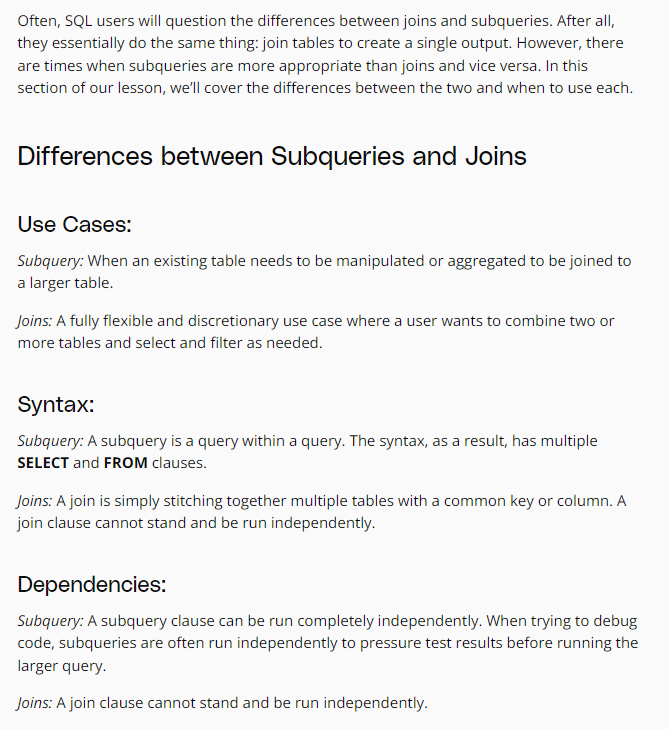 Often, SQL users will question the differences between joins and subqueries. After all,
they essentially do the same thing: join tables to create a single output. However, there
are times when subqueries are more appropriate than joins and vice versa. In this
section of our lesson, we’ll cover the differences between the two and when to use each.
Differences between Subqueries and Joins
Use Cases:
Subquery: When an existing table needs to be manipulated or aggregated to be joined to
a larger table.
Joins: A fully flexible and discretionary use case where a user wants to combine two or
more tables and select and filter as needed.
Syntax:
Subquery: A subquery is a query within a query. The syntax, as a result, has multiple
SELECT and FROM clauses.
Joins: A join is simply stitching together multiple tables with a common key or column. A
join clause cannot stand and be run independently.
Dependencies:
Subquery: A subquery clause can be run completely independently. When trying to debug
code, subqueries are often run independently to pressure test results before running the
larger query.
Joins: A join clause cannot stand and be run independently.